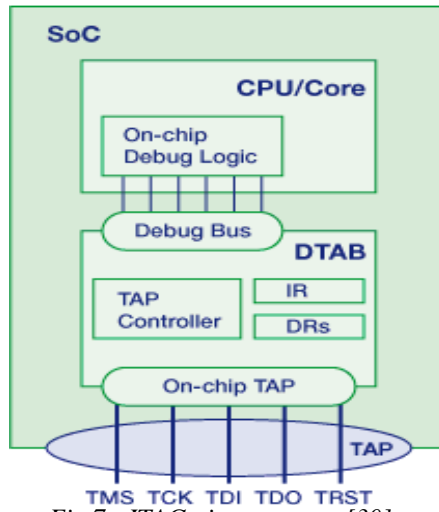 SoC
CPU/Core
On-chip
Debug Logic
Debug Bus
DTAB
TAP
Controller
IR
DRs
On-chip TAP
TAP
TMS TCK TDI TDO TRST